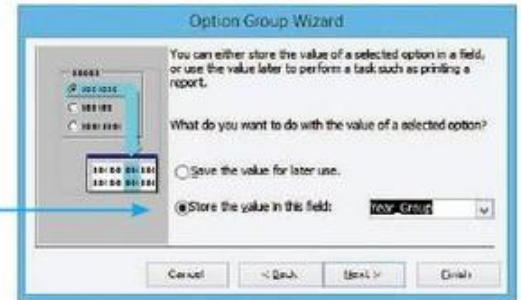 Option Group Wizard
You can either store the value of a selected option in a field,
or use the value later to perform a task such as printing a
report.
What do you want to do with the value of a selected option?
Save the value for later use.
Store the value in this field: Year_Group
Cancel < Back Next > Finish